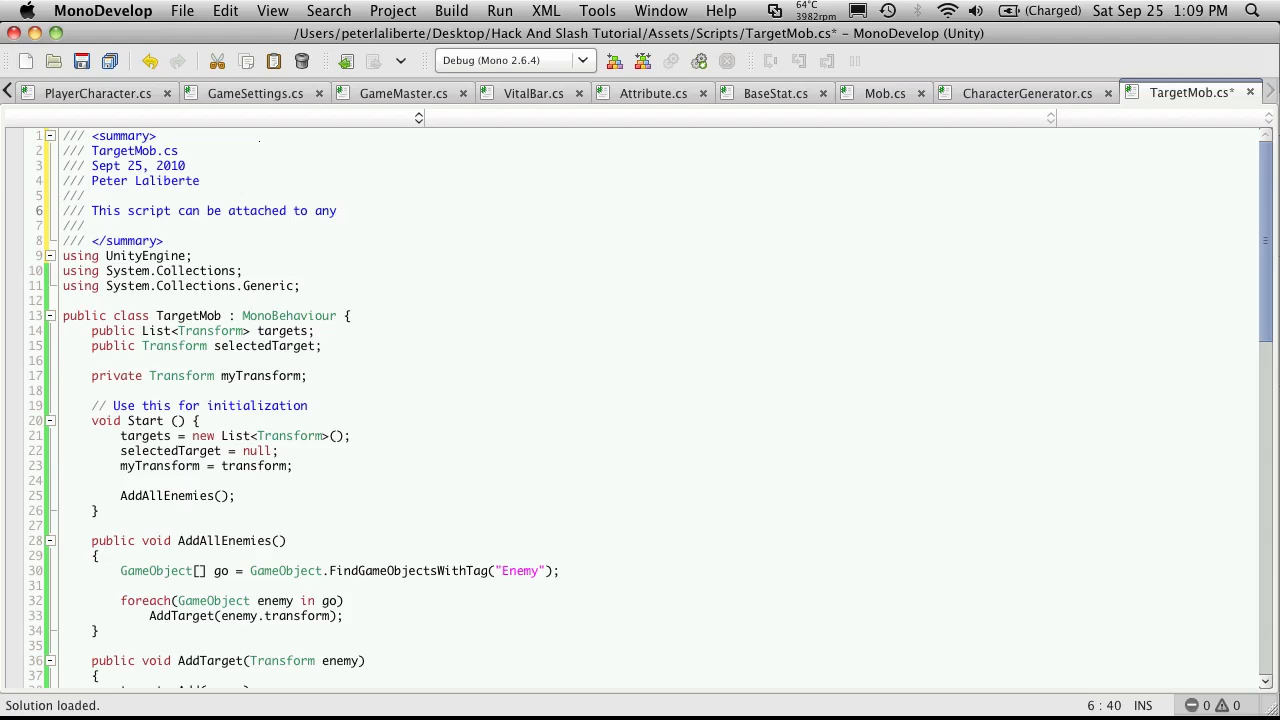 MonoDevelop File Edit View Search Project Build Run XML Tools Window Help 64°C 3982rpm (Charged) Sat Sep 25 1:09 PM
/Users/peterlaliberte/Desktop/Hack And Slash Tutorial/Assets/Scripts/TargetMob.cs* – MonoDevelop (Unity)
Debug (Mono 2.6.4)
PlayerCharacter.cs × GameSettings.cs × GameMaster.cs × VitalBar.cs × Attribute.cs × BaseStat.cs × Mob.cs × CharacterGenerator.cs × TargetMob.cs* ×
1 /// <summary>
2 /// TargetMob.cs
3 /// Sept 25, 2010
4 /// Peter Laliberte
5 ///
6 /// This script can be attached to any
7 ///
8 /// </summary>
9 using UnityEngine;
10 using System.Collections;
11 using System.Collections.Generic;
12
13 public class TargetMob : MonoBehaviour {
14 public List<Transform> targets;
15 public Transform selectedTarget;
16
17 private Transform myTransform;
18
19 // Use this for initialization
20 void Start () {
21 targets = new List<Transform>();
22 selectedTarget = null;
23 myTransform = transform;
24
25 AddAllEnemies();
26 }
27
28 public void AddAllEnemies()
29 {
30 GameObject[] go = GameObject.FindGameObjectsWithTag("Enemy");
31
32 foreach(GameObject enemy in go)
33 AddTarget(enemy.transform);
34 }
35
36 public void AddTarget(Transform enemy)
37 {
Solution loaded. 6 : 40 INS 0 0